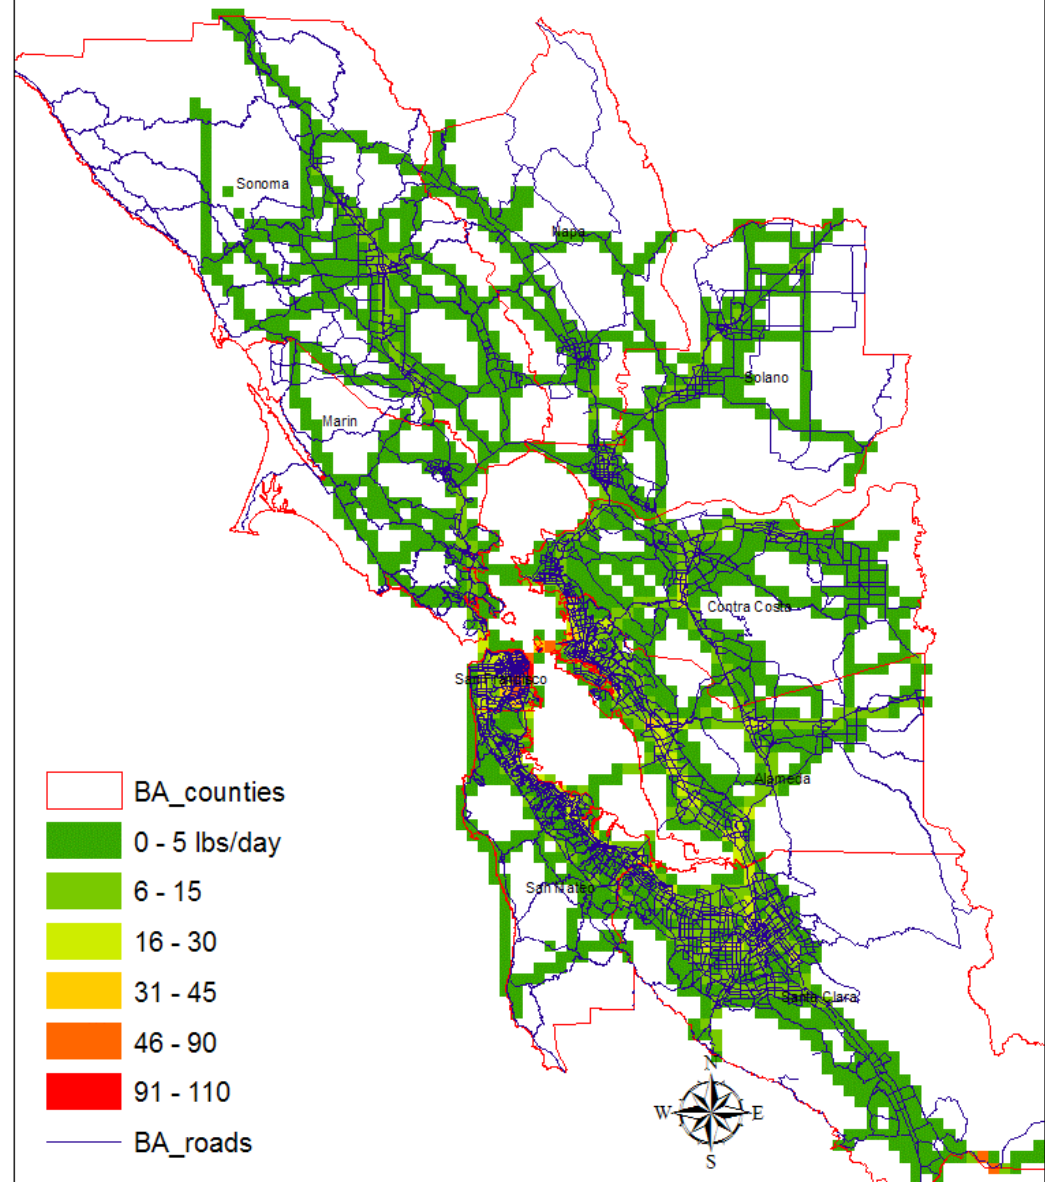 Sonoma
Napa
Solano
Marin
Contra Costa
San Francisco
Alameda
San Mateo
Santa Clara
BA_counties
0 - 5 lbs/day
6 - 15
16 - 30
31 - 45
46 - 90
91 - 110
BA_roads
N
W
E
S